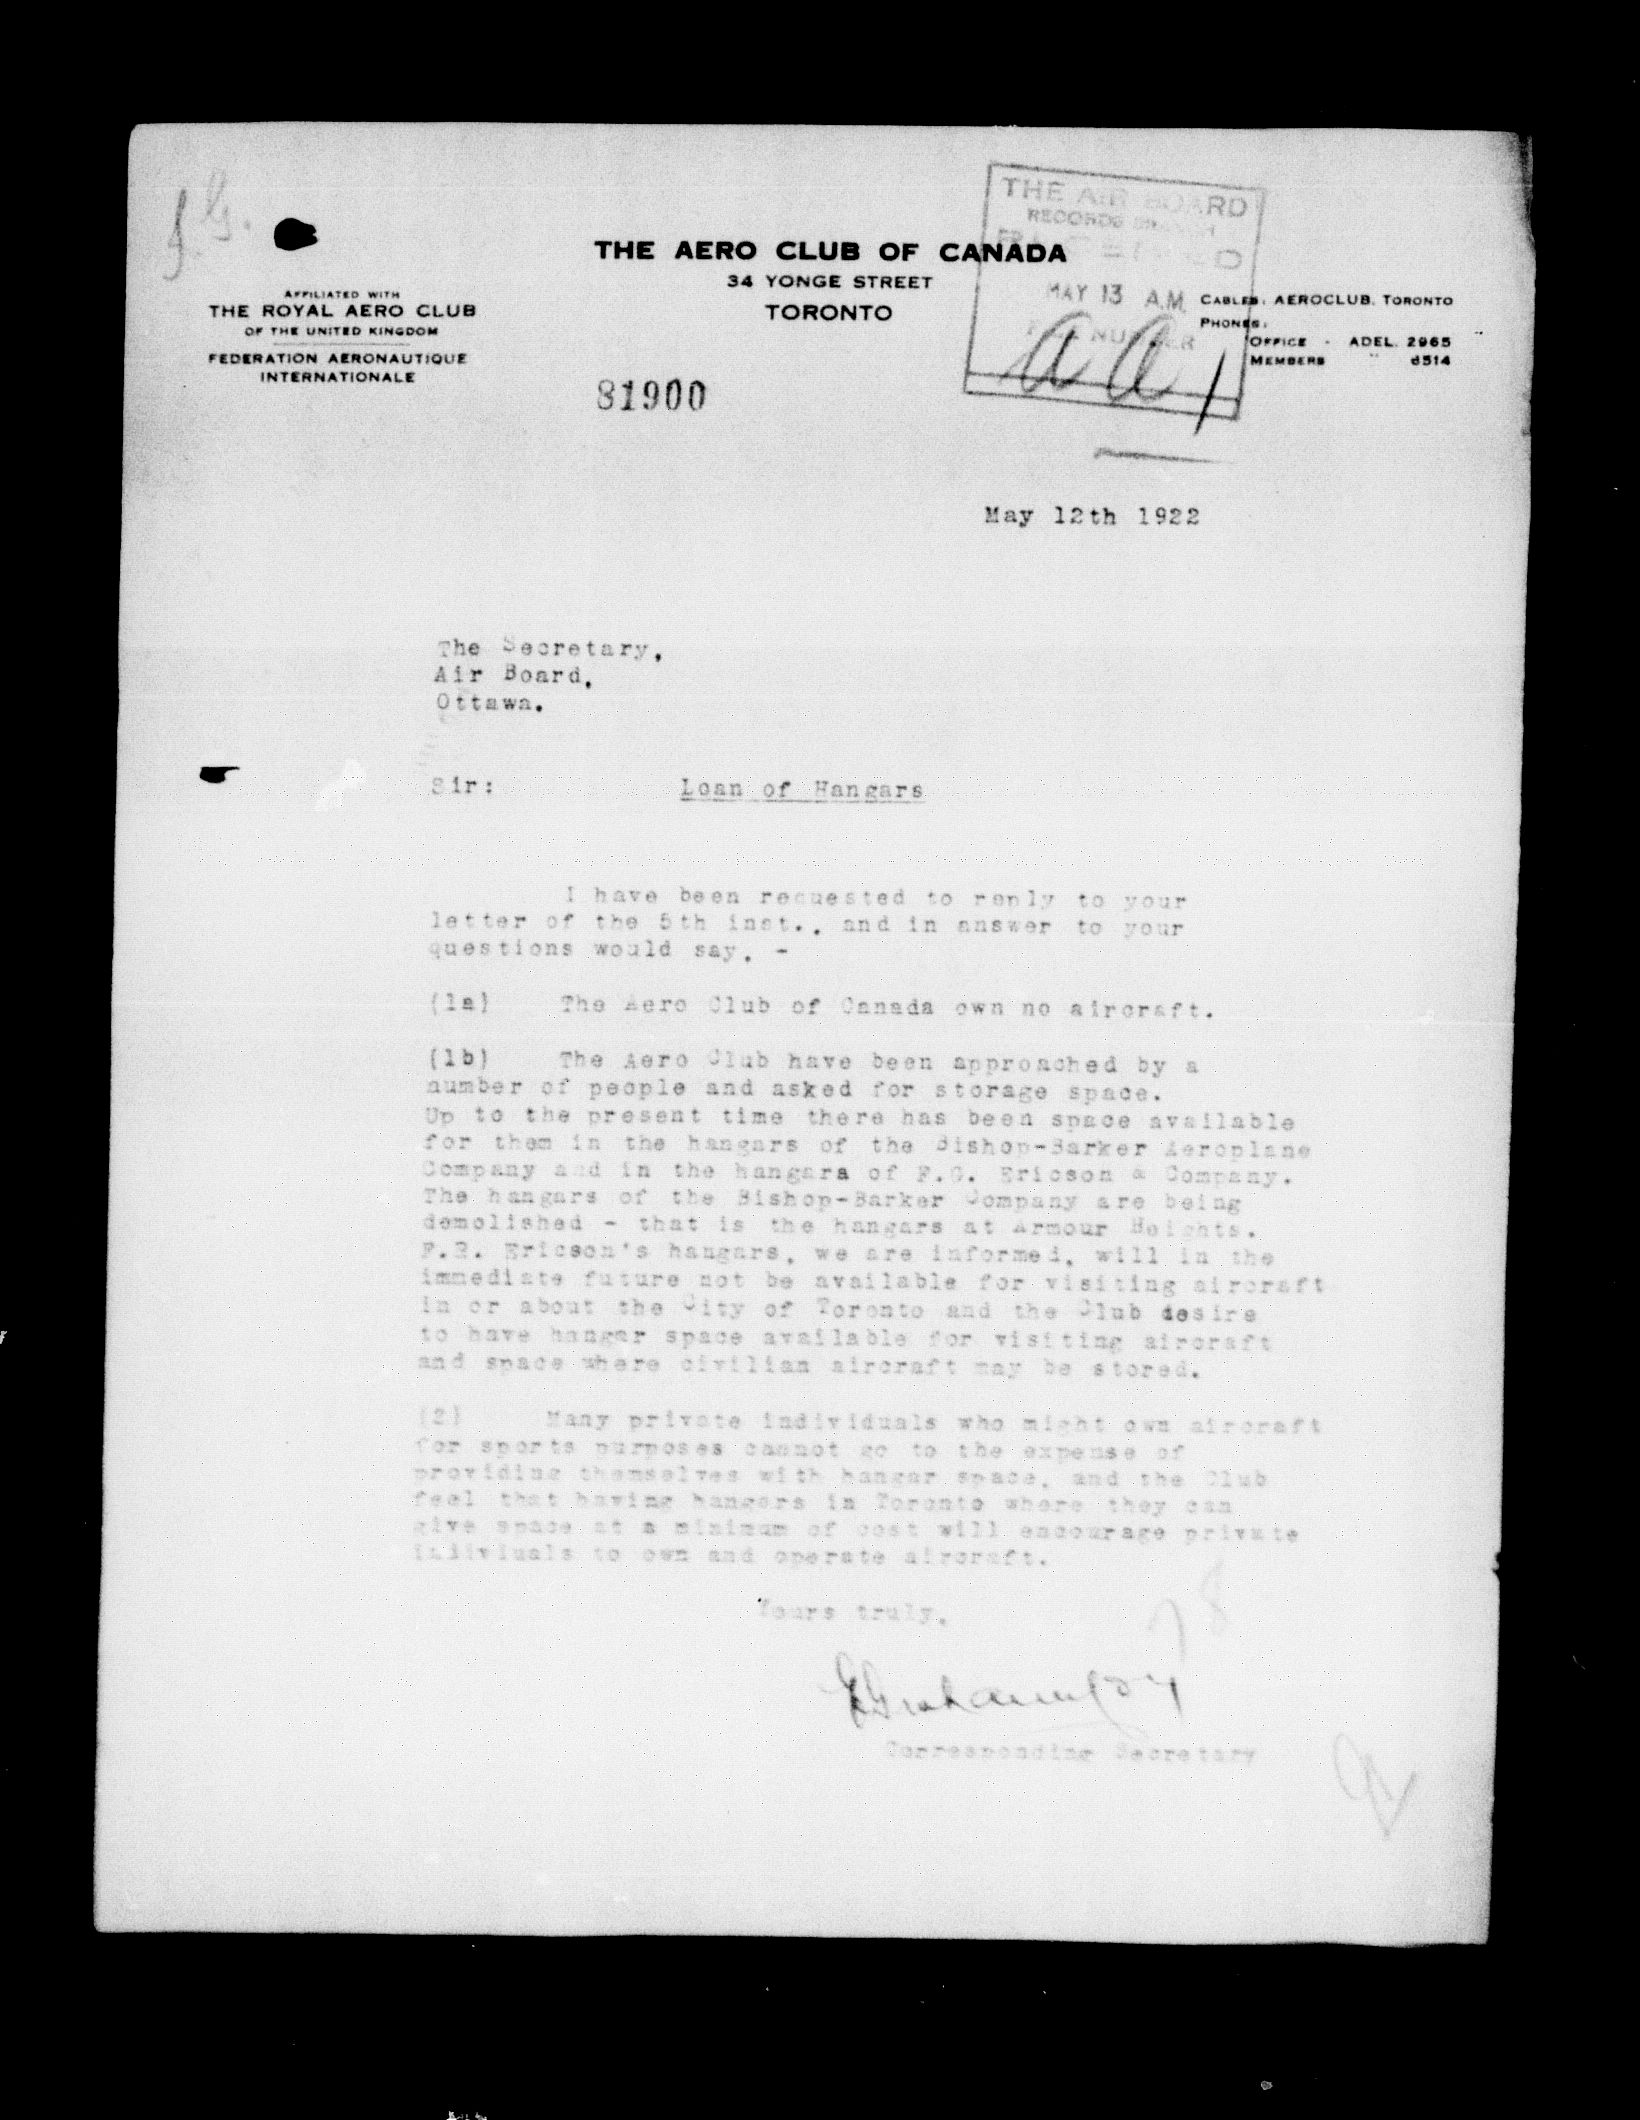 THE AIR BOARD
RECORDS BRANCH
MAY 13 A.M.
FILE NUMBER
a a 1
THE AERO CLUB OF CANADA
34 YONGE STREET
TORONTO
AFFILIATED WITH
THE ROYAL AERO CLUB
OF THE UNITED KINGDOM
FEDERATION AERONAUTIQUE
INTERNATIONALE
CABLES: AEROCLUB, TORONTO
PHONES:
OFFICE - ADEL. 2965
MEMBERS " 6514
81900
May 12th 1922
The Secretary,
Air Board,
Ottawa.
Sir: Loan of Hangars
I have been requested to reply to your
letter of the 5th inst., and in answer to your
questions would say, -
(1a) The Aero Club of Canada own no aircraft.
(1b) The Aero Club have been approached by a
number of people and asked for storage space.
Up to the present time there has been space available
for them in the hangars of the Bishop-Barker Aeroplane
Company and in the hangars of F.G. Ericson & Company.
The hangars of the Bishop-Barker Company are being
demolished - that is the hangars at Armour Heights.
F.G. Ericson's hangars, we are informed, will in the
immediate future not be available for visiting aircraft
in or about the City of Toronto and the Club desire
to have hangar space available for visiting aircraft
and space where civilian aircraft may be stored.
(2) Many private individuals who might own aircraft
for sports purposes cannot go to the expense of
providing themselves with hangar space, and the Club
feel that having hangars in Toronto where they can
give space at a minimum of cost will encourage private
individuals to own and operate aircraft.
Yours truly,
Corresponding Secretary